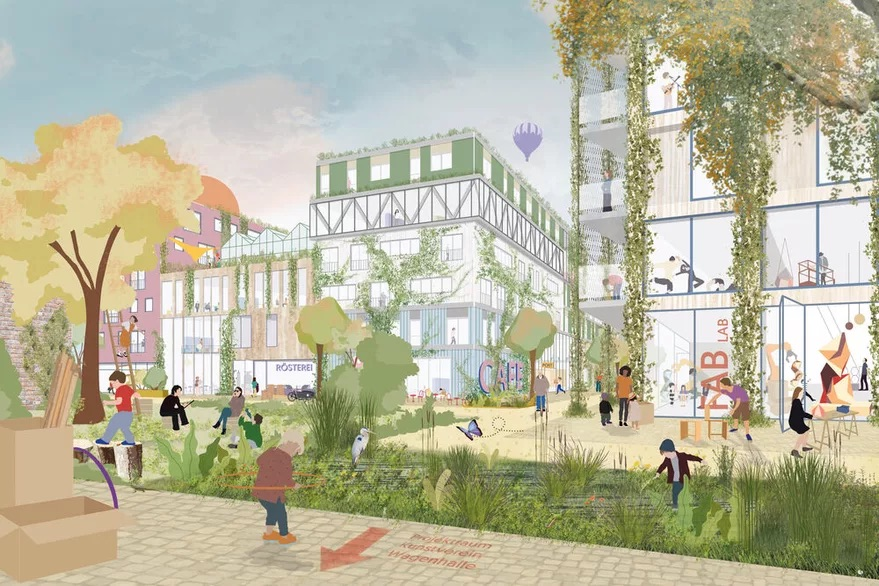 RÖSTEREI
CAFE
LAB
LAB
Projektraum
Kunstverein
Wagenhalle